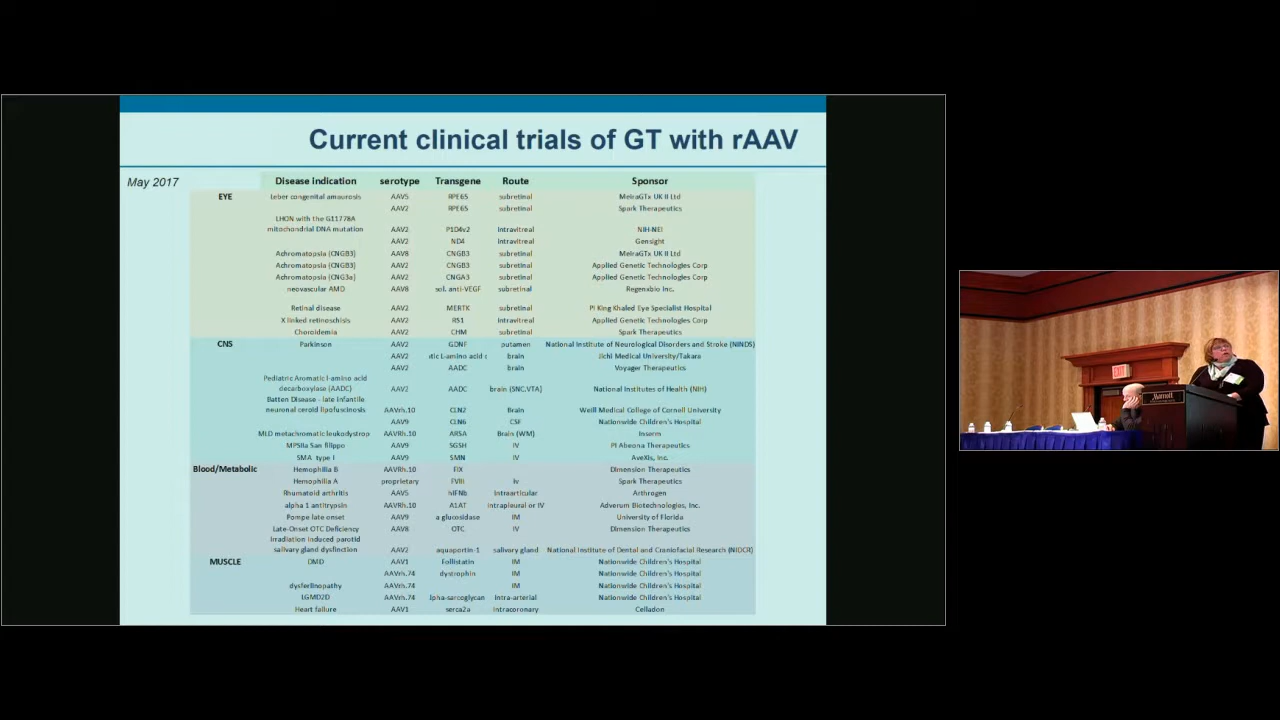 Current clinical trials of GT with rAAV
May 2017
Disease Indication serotype Transgene Route Sponsor
EYE Leber congenital amaurosis AAV5 RPE65 subretinal MeiraGTx UK II Ltd
AAV2 RPE65 subretinal Spark Therapeutics
LHON with the G11778A
mitochondrial DNA mutation AAV2 P1D4v2 intravitreal NIH-NEI
AAV2 ND4 intravitreal Gensight
Achromatopsia (CNGB3) AAV8 CNGB3 subretinal MeiraGTx UK II Ltd
Achromatopsia (CNGB3) AAV2 CNGB3 subretinal Applied Genetic Technologies Corp
Achromatopsia (CNG3a) AAV2 CNGA3 subretinal Applied Genetic Technologies Corp
neovascular AMD AAV8 sol. anti-VEGF subretinal Regenxbio Inc.
Retinal disease AAV2 MERTK subretinal PI King Khaled Eye Specialist Hospital
X linked retinoschisis AAV2 RS1 intravitreal Applied Genetic Technologies Corp
Choroidemia AAV2 CHM subretinal Spark Therapeutics
CNS Parkinson AAV2 GDNF putamen National Institute of Neurological Disorders and Stroke (NINDS)
AAV2 tic L-amino acid c brain Jichi Medical University/Takara
AAV2 AADC brain Voyager Therapeutics
Pediatric Aromatic l-amino acid
decarboxylase (AADC) AAV2 AADC brain (SNC,VTA) National Institutes of Health (NIH)
Batten Disease - late infantile
neuronal ceroid lipofuscinosis AAVrh.10 CLN2 Brain Weill Medical College of Cornell University
AAV9 CLN6 CSF Nationwide Children's Hospital
MLD metachromatic leukodystrop AAVRh.10 ARSA Brain (WM) Inserm
MPSIIa San filippo AAV9 SGSH IV PI Abeona Therapeutics
SMA type I AAV9 SMN IV AveXis, Inc.
Blood/Metabolic Hemophilia B AAVRh.10 FIX Dimension Therapeutics
Hemophilia A proprietary FVIII iv Spark Therapeutics
Rheumatoid arthritis AAV5 hIFNb Intraarticular Arthrogen
alpha 1 antitrypsin AAVRh.10 A1AT intrapleural or IV Adverum Biotechnologies, Inc.
Pompe late onset AAV9 a glucosidase IM University of Florida
Late-Onset OTC Deficiency AAV8 OTC IV Dimension Therapeutics
Irradiation induced parotid
salivary gland dysfinction AAV2 aquaportin-1 salivary gland National Institute of Dental and Craniofacial Research (NIDCR)
MUSCLE DMD AAV1 Follistatin IM Nationwide Children's Hospital
AAVrh.74 dystrophin IM Nationwide Children's Hospital
dysferlinopathy AAVrh.74 IM Nationwide Children's Hospital
LGMD2D AAVrh.74 lpha-sarcoglycan intra-arterial Nationwide Children's Hospital
Heart failure AAV1 serca2a intracoronary Celladon
EXIT
Marriott